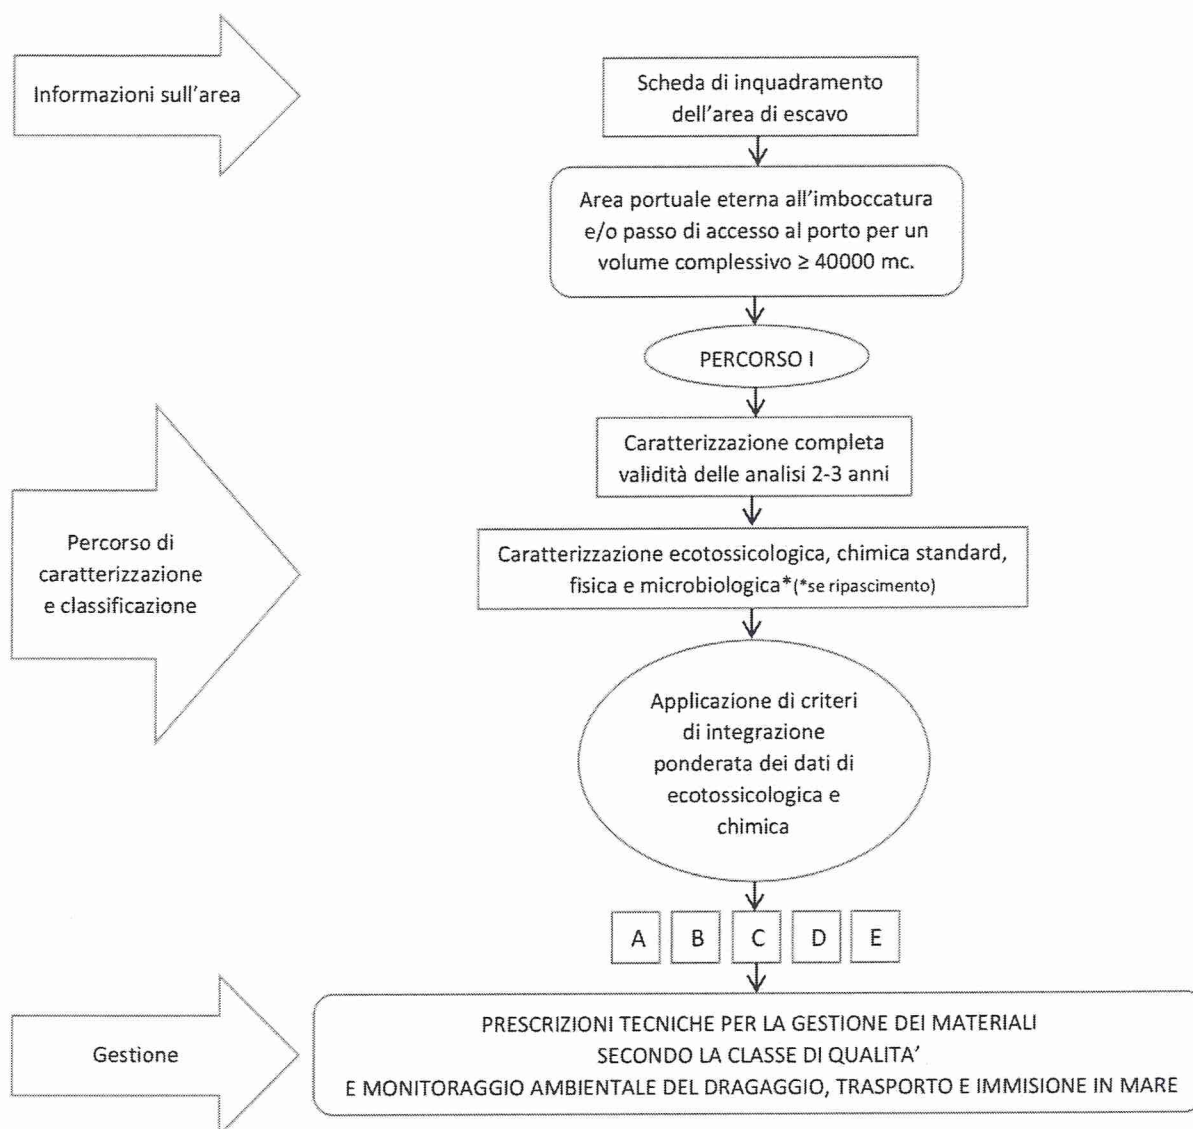 Informazioni sull'area
Scheda di inquadramento
dell'area di escavo
Area portuale eterna all'imboccatura
e/o passo di accesso al porto per un
volume complessivo ≥ 40000 mc.
PERCORSO I
Caratterizzazione completa
validità delle analisi 2-3 anni
Percorso di
caratterizzazione
e classificazione
Caratterizzazione ecotossicologica, chimica standard,
fisica e microbiologica* (*se ripascimento)
Applicazione di criteri
di integrazione
ponderata dei dati di
ecotossicologica e
chimica
A B C D E
Gestione
PRESCRIZIONI TECNICHE PER LA GESTIONE DEI MATERIALI
SECONDO LA CLASSE DI QUALITA'
E MONITORAGGIO AMBIENTALE DEL DRAGAGGIO, TRASPORTO E IMMISIONE IN MARE